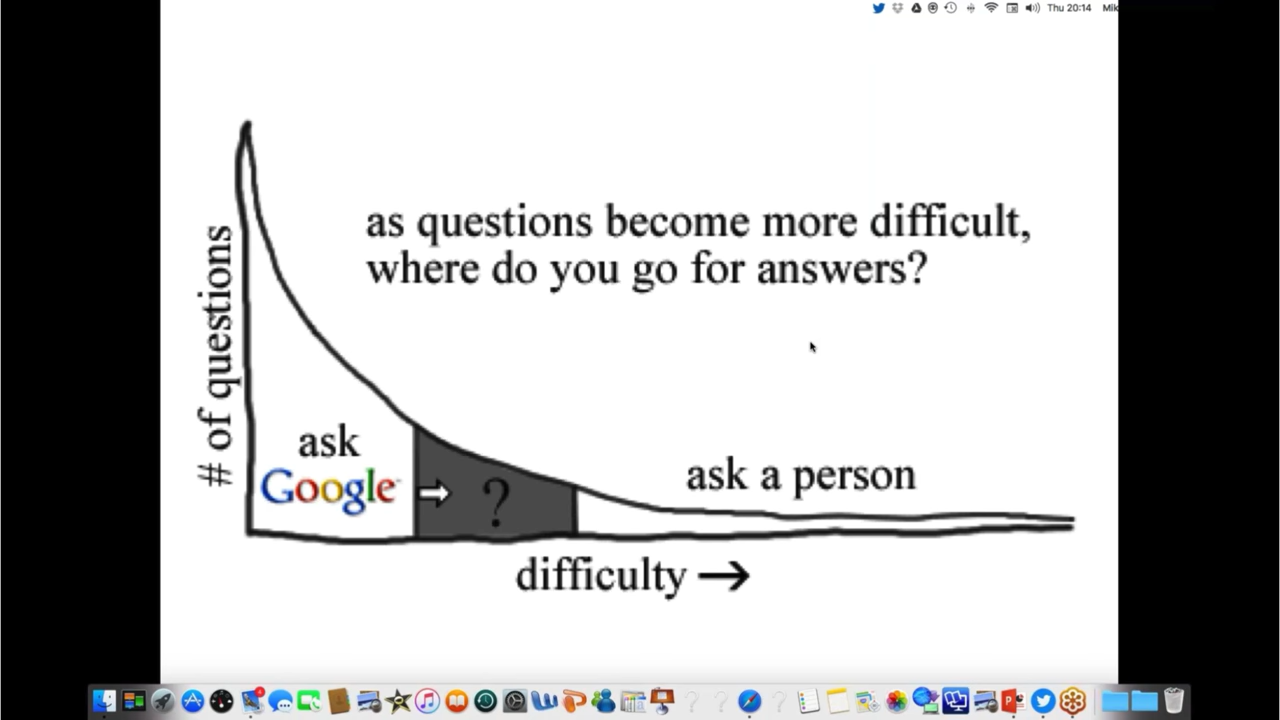 Thu 20:14 Mik
as questions become more difficult,
where do you go for answers?
# of questions
ask
Google
?
ask a person
difficulty →